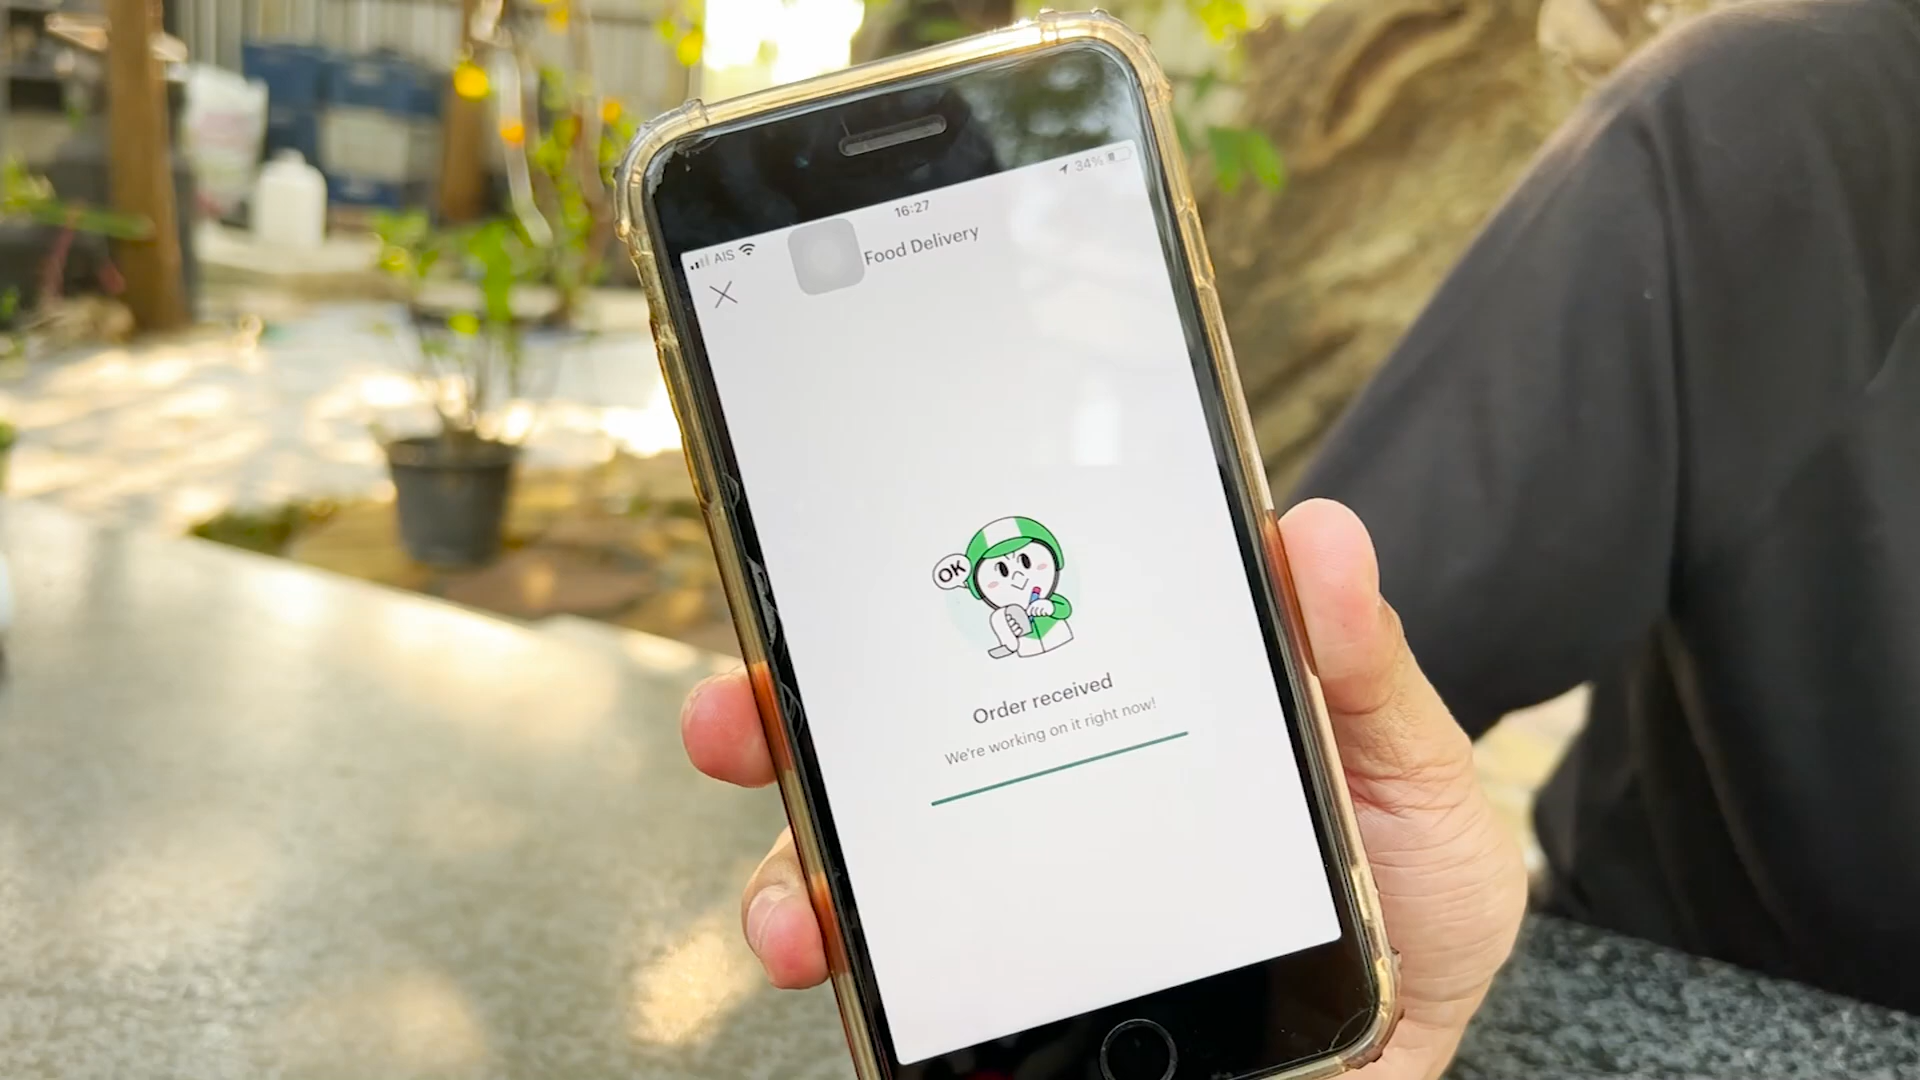 16:27
34%
AIS
Food Delivery
OK
Order received
We're working on it right now!